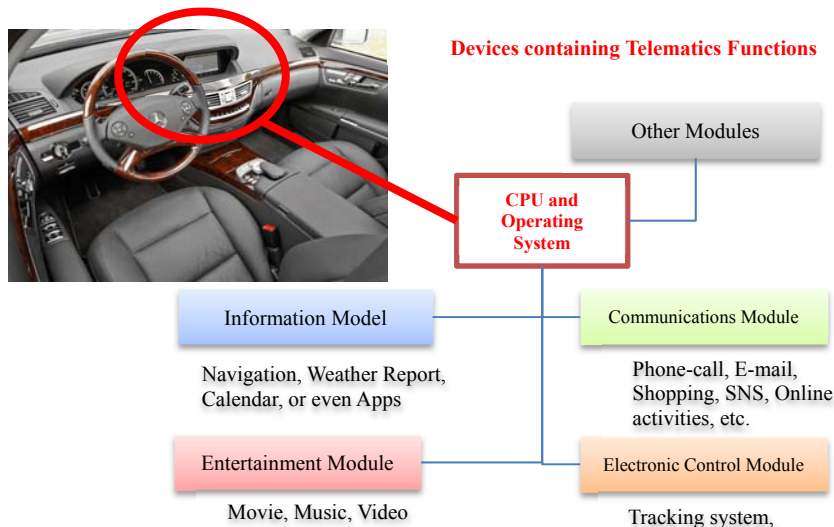 Devices containing Telematics Functions
Other Modules
CPU and
Operating
System
Information Model
Communications Module
Navigation, Weather Report,
Calendar, or even Apps
Phone-call, E-mail,
Shopping, SNS, Online
activities, etc.
Entertainment Module
Electronic Control Module
Movie, Music, Video
Tracking system,